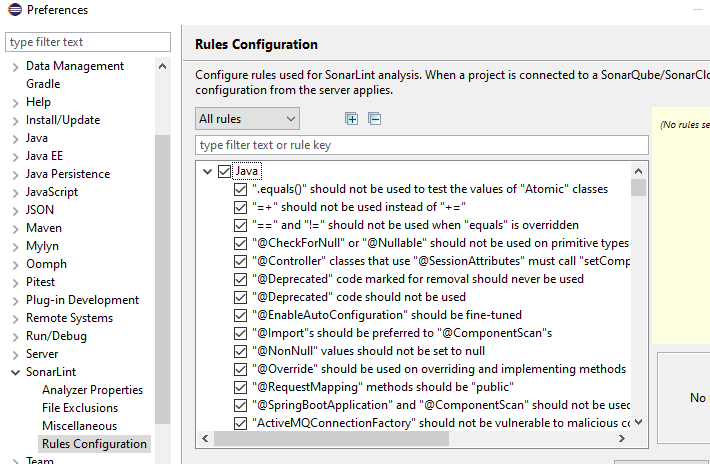 Preferences
type filter text
Data Management
Gradle
Help
Install/Update
Java
Java EE
Java Persistence
JavaScript
JSON
Maven
Mylyn
Oomph
Pitest
Plug-in Development
Remote Systems
Run/Debug
Server
SonarLint
Analyzer Properties
File Exclusions
Miscellaneous
Rules Configuration
Team
Rules Configuration
Configure rules used for SonarLint analysis. When a project is connected to a SonarQube/SonarClo
configuration from the server applies.
All rules
type filter text or rule key
Java
".equals()" should not be used to test the values of "Atomic" classes
"=+" should not be used instead of "+="
"==" and "!=" should not be used when "equals" is overridden
"@CheckForNull" or "@Nullable" should not be used on primitive types
"@Controller" classes that use "@SessionAttributes" must call "setComp
"@Deprecated" code marked for removal should never be used
"@Deprecated" code should not be used
"@EnableAutoConfiguration" should be fine-tuned
"@Import"s should be preferred to "@ComponentScan"s
"@NonNull" values should not be set to null
"@Override" should be used on overriding and implementing methods
"@RequestMapping" methods should be "public"
"@SpringBootApplication" and "@ComponentScan" should not be used
"ActiveMQConnectionFactory" should not be vulnerable to malicious co
(No rules se
No